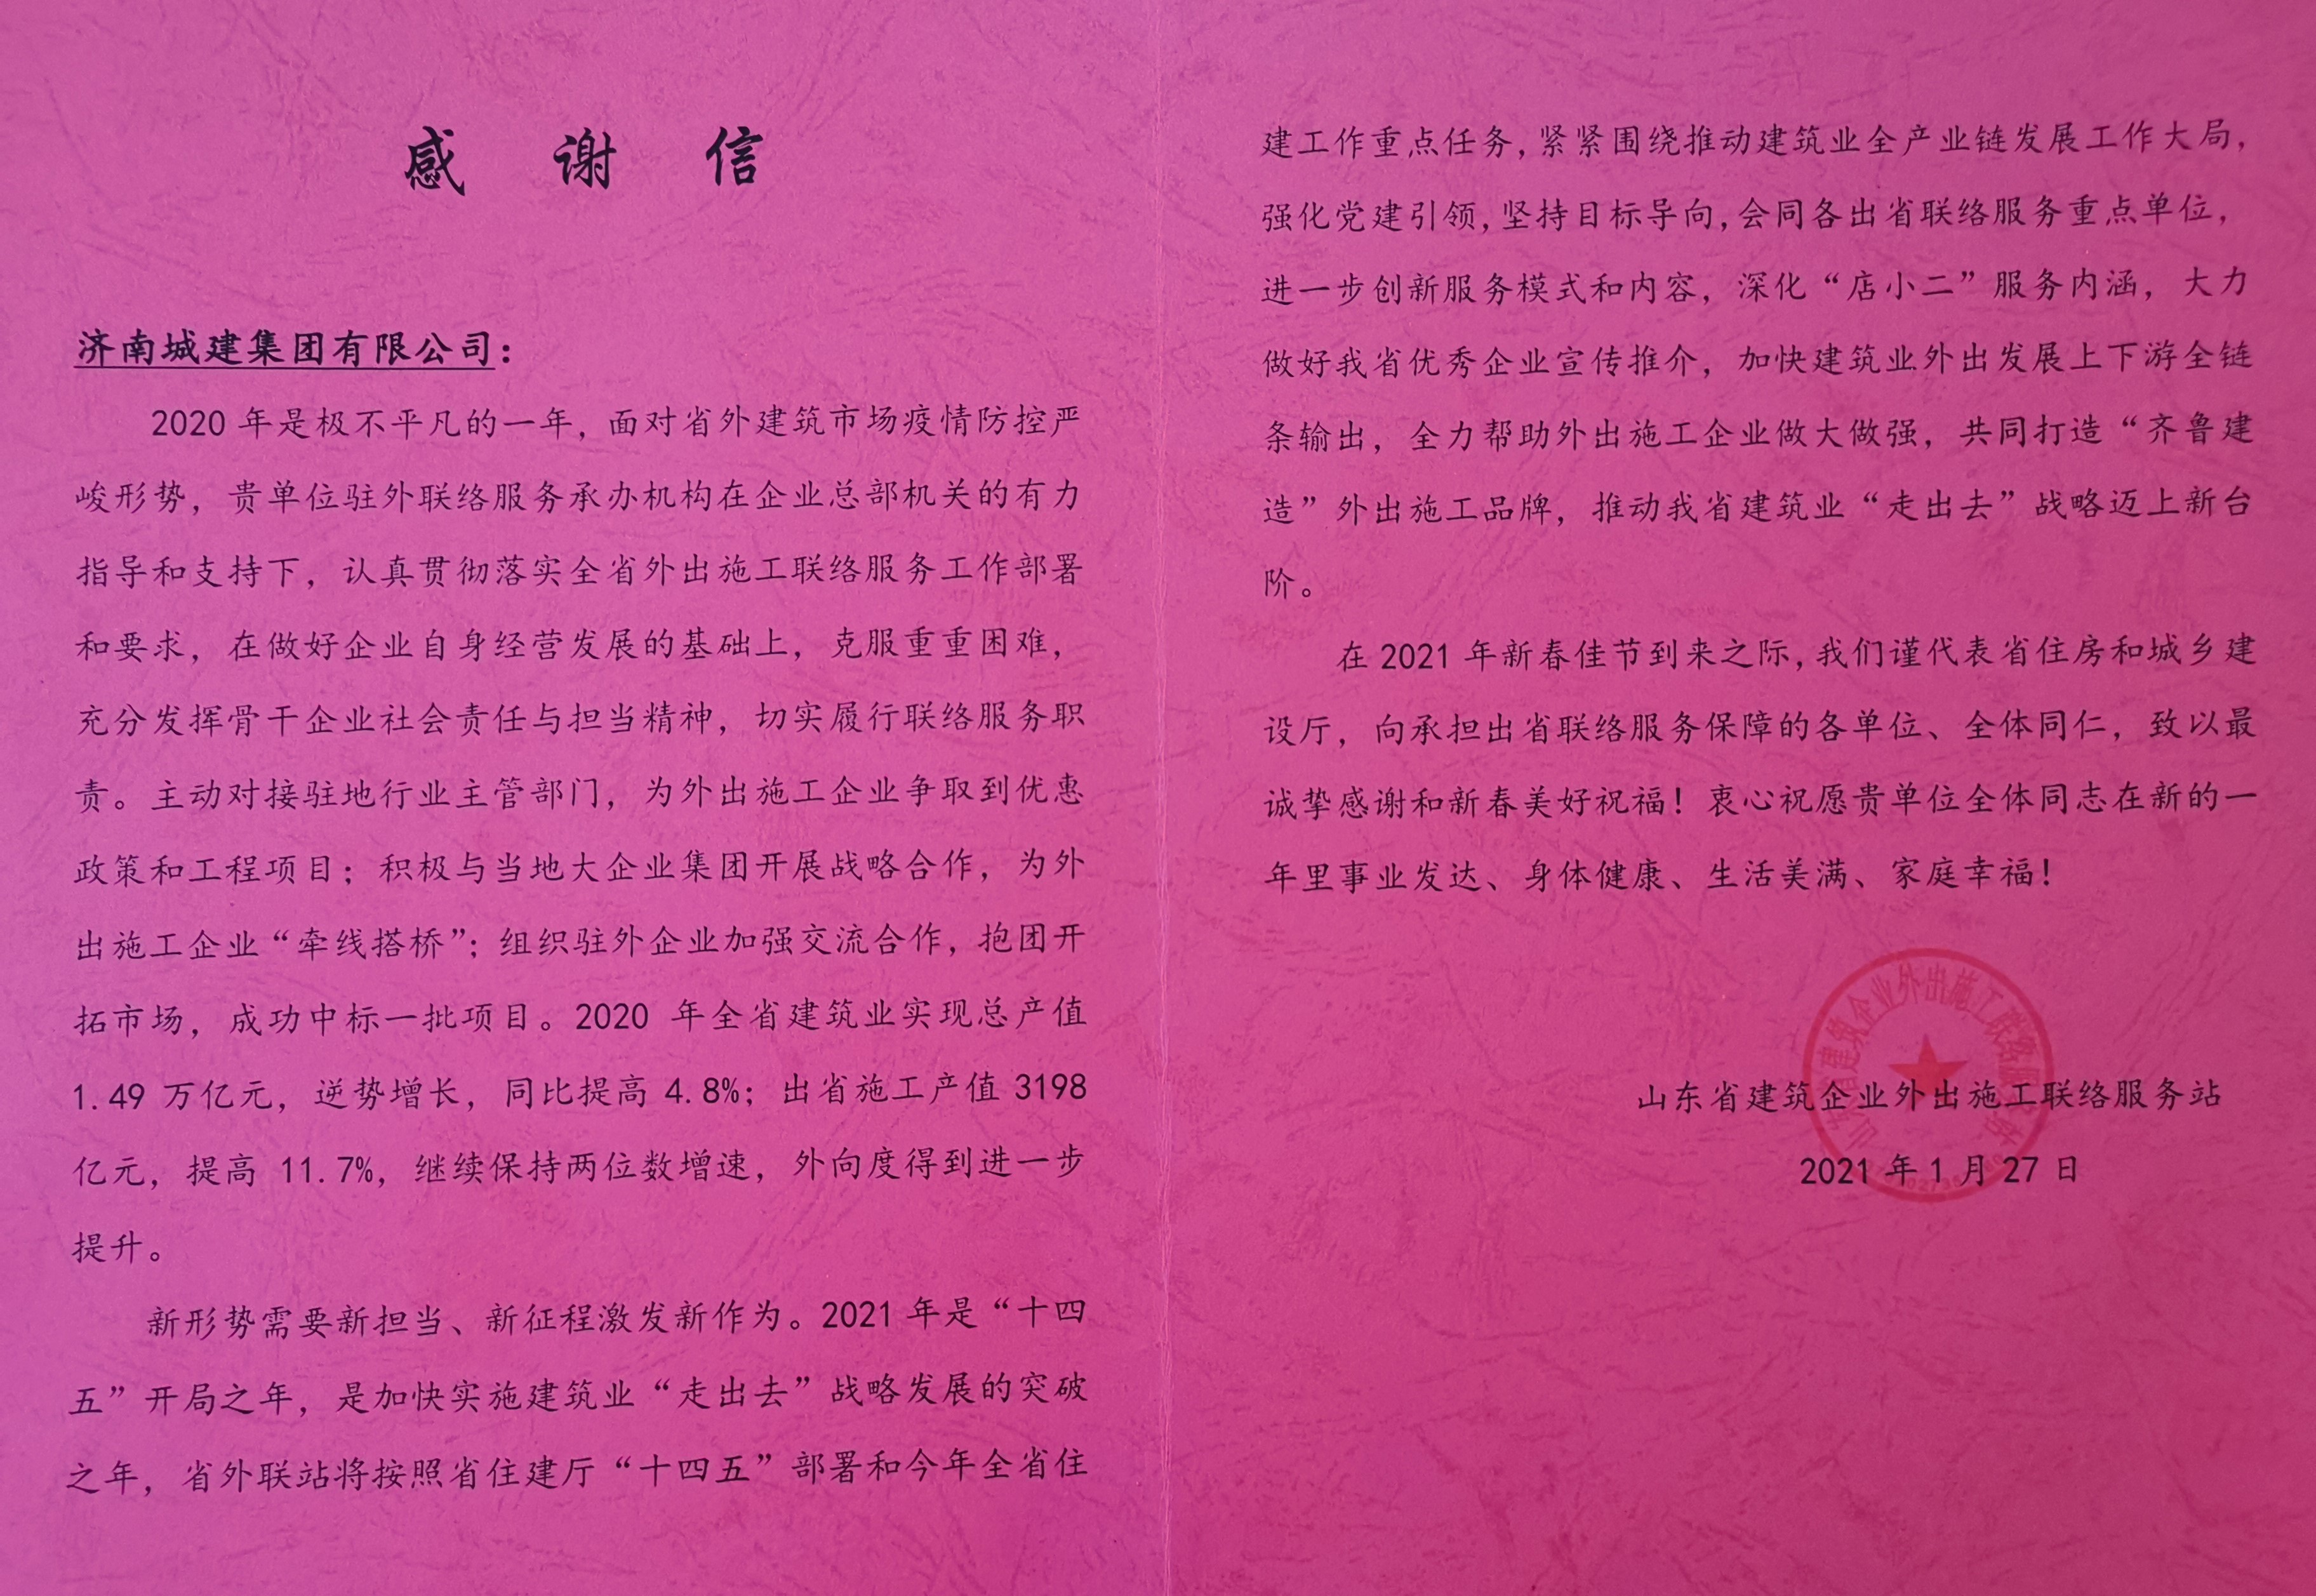 感谢信
济南城建集团有限公司：
2020 年是极不平凡的一年，面对省外建筑市场疫情防控严
峻形势，贵单位驻外联络服务承办机构在企业总部机关的有力
指导和支持下，认真贯彻落实全省外出施工联络服务工作部署
和要求，在做好企业自身经营发展的基础上，克服重重困难，
充分发挥骨干企业社会责任与担当精神，切实履行联络服务职
责。主动对接驻地行业主管部门，为外出施工企业争取到优惠
政策和工程项目；积极与当地大企业集团开展战略合作，为外
出施工企业“牵线搭桥”；组织驻外企业加强交流合作，抱团开
拓市场，成功中标一批项目。2020 年全省建筑业实现总产值
1.49 万亿元，逆势增长，同比提高 4.8%；出省施工产值 3198
亿元，提高 11.7%，继续保持两位数增速，外向度得到进一步
提升。
新形势需要新担当、新征程激发新作为。2021 年是“十四
五”开局之年，是加快实施建筑业“走出去”战略发展的突破
之年，省外联站将按照省住建厅“十四五”部署和今年全省住
建工作重点任务，紧紧围绕推动建筑业全产业链发展工作大局，
强化党建引领，坚持目标导向，会同各出省联络服务重点单位，
进一步创新服务模式和内容，深化“店小二”服务内涵，大力
做好我省优秀企业宣传推介，加快建筑业外出发展上下游全链
条输出，全力帮助外出施工企业做大做强，共同打造“齐鲁建
造”外出施工品牌，推动我省建筑业“走出去”战略迈上新台
阶。
在 2021 年新春佳节到来之际，我们谨代表省住房和城乡建
设厅，向承担出省联络服务保障的各单位、全体同仁，致以最
诚挚感谢和新春美好祝福！衷心祝愿贵单位全体同志在新的一
年里事业发达、身体健康、生活美满、家庭幸福！
山东省建筑企业外出施工联络服务站
山东省建筑企业外出施工联络服务站
2021 年 1 月 27 日